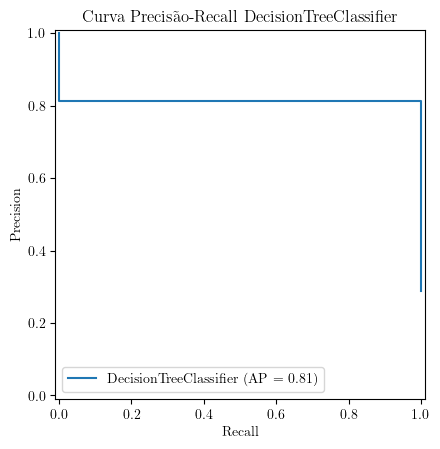 Curva Precisão-Recall DecisionTreeClassifier
1.0
0.8
0.6
0.4
0.2
0.0
Precision
DecisionTreeClassifier (AP = 0.81)
0.0 0.2 0.4 0.6 0.8 1.0
Recall